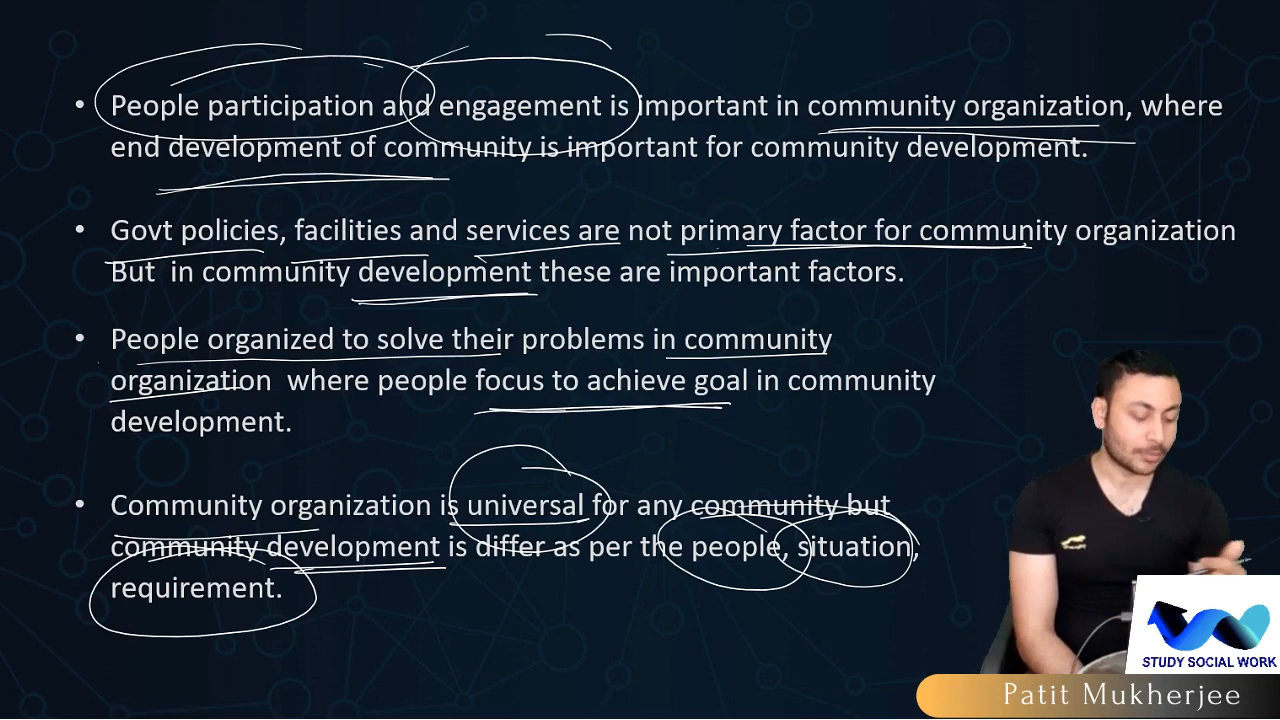 • People participation and engagement is important in community organization, where
end development of community is important for community development.
• Govt policies, facilities and services are not primary factor for community organization
But in community development these are important factors.
• People organized to solve their problems in community
organization where people focus to achieve goal in community
development.
• Community organization is universal for any community but
community development is differ as per the people, situation,
requirement.
STUDY SOCIAL WORK
Patit Mukherjee